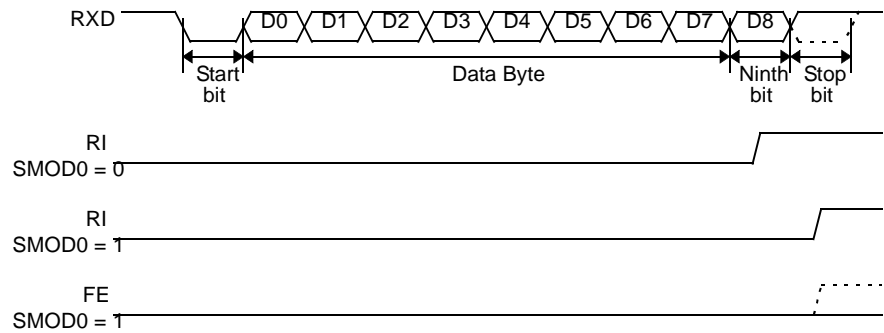 RXD D0 D1 D2 D3 D4 D5 D6 D7 D8
Start bit
Data Byte
Ninth bit
Stop bit
RI
SMOD0 = 0
RI
SMOD0 = 1
FE
SMOD0 = 1